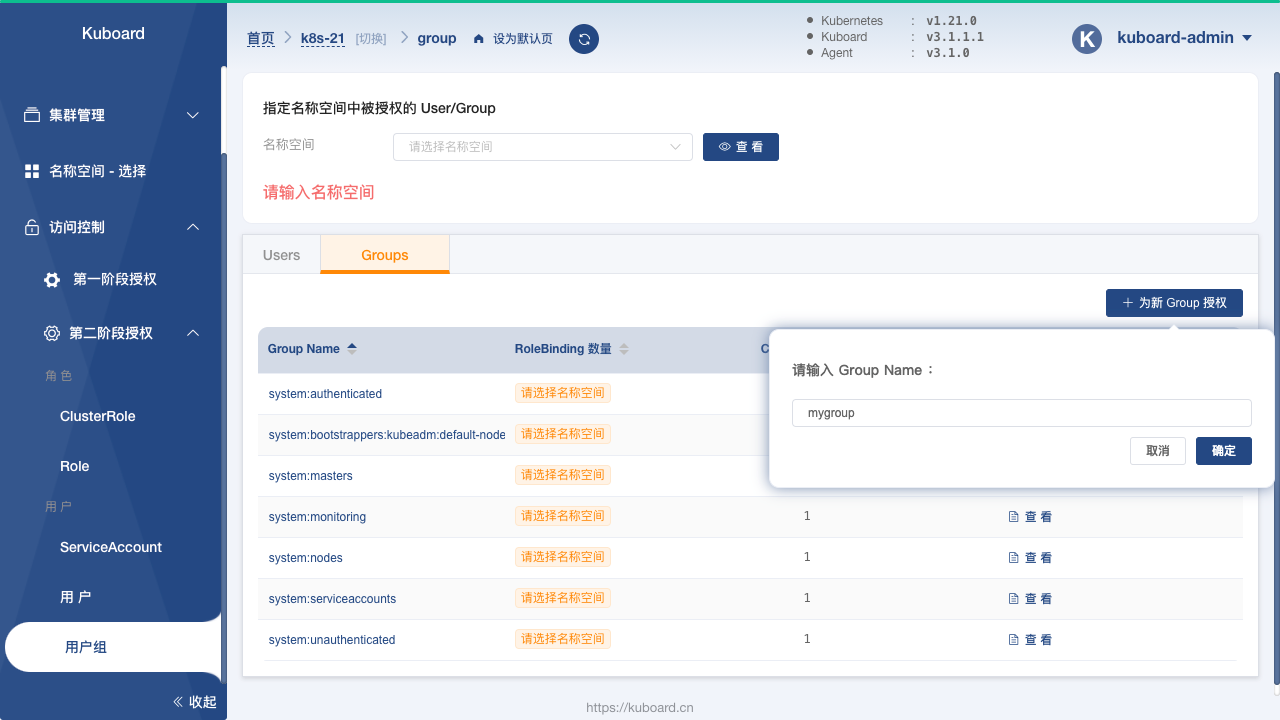 Kuboard
集群管理
名称空间 - 选择
访问控制
第一阶段授权
第二阶段授权
角 色
ClusterRole
Role
用 户
ServiceAccount
用 户
用户组
收起
首页 k8s-21 [切换] group 设为默认页
Kubernetes : v1.21.0
Kuboard : v3.1.1.1
Agent : v3.1.0
K kuboard-admin
指定名称空间中被授权的 User/Group
名称空间 请选择名称空间 查 看
请输入名称空间
Users Groups
为新 Group 授权
Group Name RoleBinding 数量 C
system:authenticated 请选择名称空间
system:bootstrappers:kubeadm:default-node 请选择名称空间
system:masters 请选择名称空间
system:monitoring 请选择名称空间 1 查 看
system:nodes 请选择名称空间 1 查 看
system:serviceaccounts 请选择名称空间 1 查 看
system:unauthenticated 请选择名称空间 1 查 看
请输入 Group Name ：
mygroup
取消 确定
https://kuboard.cn